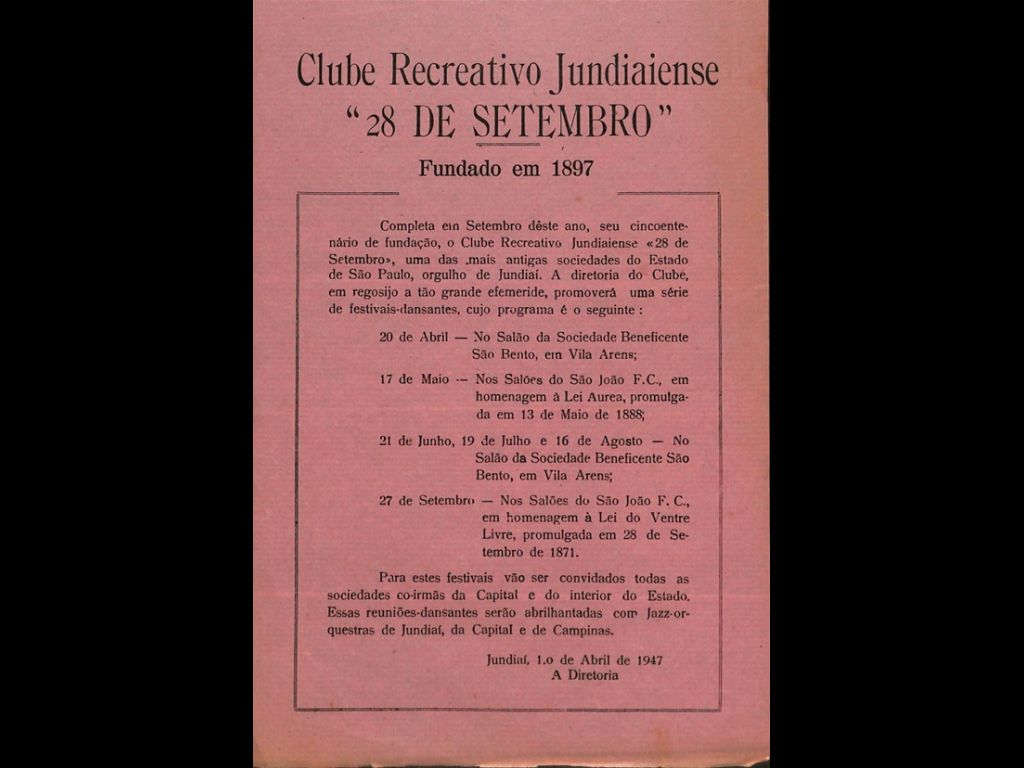 Clube Recreativo Jundiaiense
“28 DE SETEMBRO”
Fundado em 1897
Completa em Setembro dêste ano, seu cincoente-
nário de fundação, o Clube Recreativo Jundiaiense «28 de
Setembro», uma das mais antigas sociedades do Estado
de São Paulo, orgulho de Jundiaí. A diretoria do Clube,
em regosijo a tão grande efemeride, promoverá uma série
de festivais-dansantes, cujo programa é o seguinte :
20 de Abril — No Salão da Sociedade Beneficente
São Bento, em Vila Arens;
17 de Maio — Nos Salões do São João F.C., em
homenagem à Lei Aurea, promulga-
da em 13 de Maio de 1888;
21 de Junho, 19 de Julho e 16 de Agosto — No
Salão da Sociedade Beneficente São
Bento, em Vila Arens;
27 de Setembro — Nos Salões do São João F. C.,
em homenagem à Lei do Ventre
Livre, promulgada em 28 de Se-
tembro de 1871.
Para estes festivais vão ser convidados todas as
sociedades co-irmãs da Capital e do interior do Estado.
Essas reuniões-dansantes serão abrilhantadas com Jazz-or-
questras de Jundiaí, da Capital e de Campinas.
Jundiaí, 1.o de Abril de 1947
A Diretoria